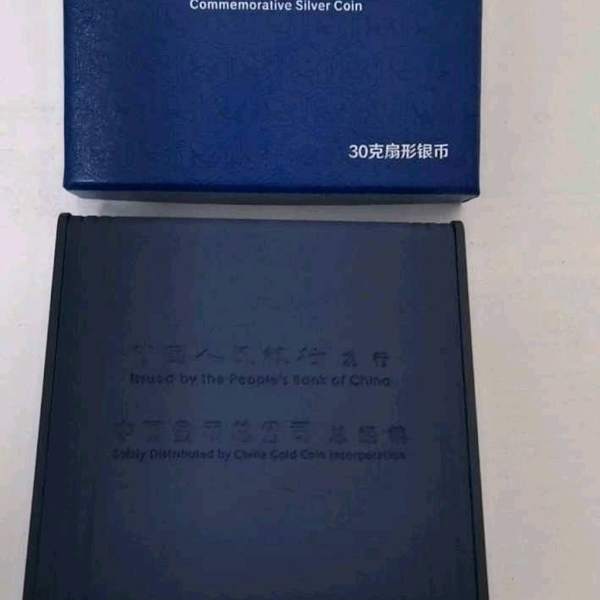 Commemorative Silver Coin
30克扇形银币
中国人民银行 发行
Issued by the People's Bank of China
中国金币总公司 总经销
Solely Distributed by China Gold Coin Incorporation